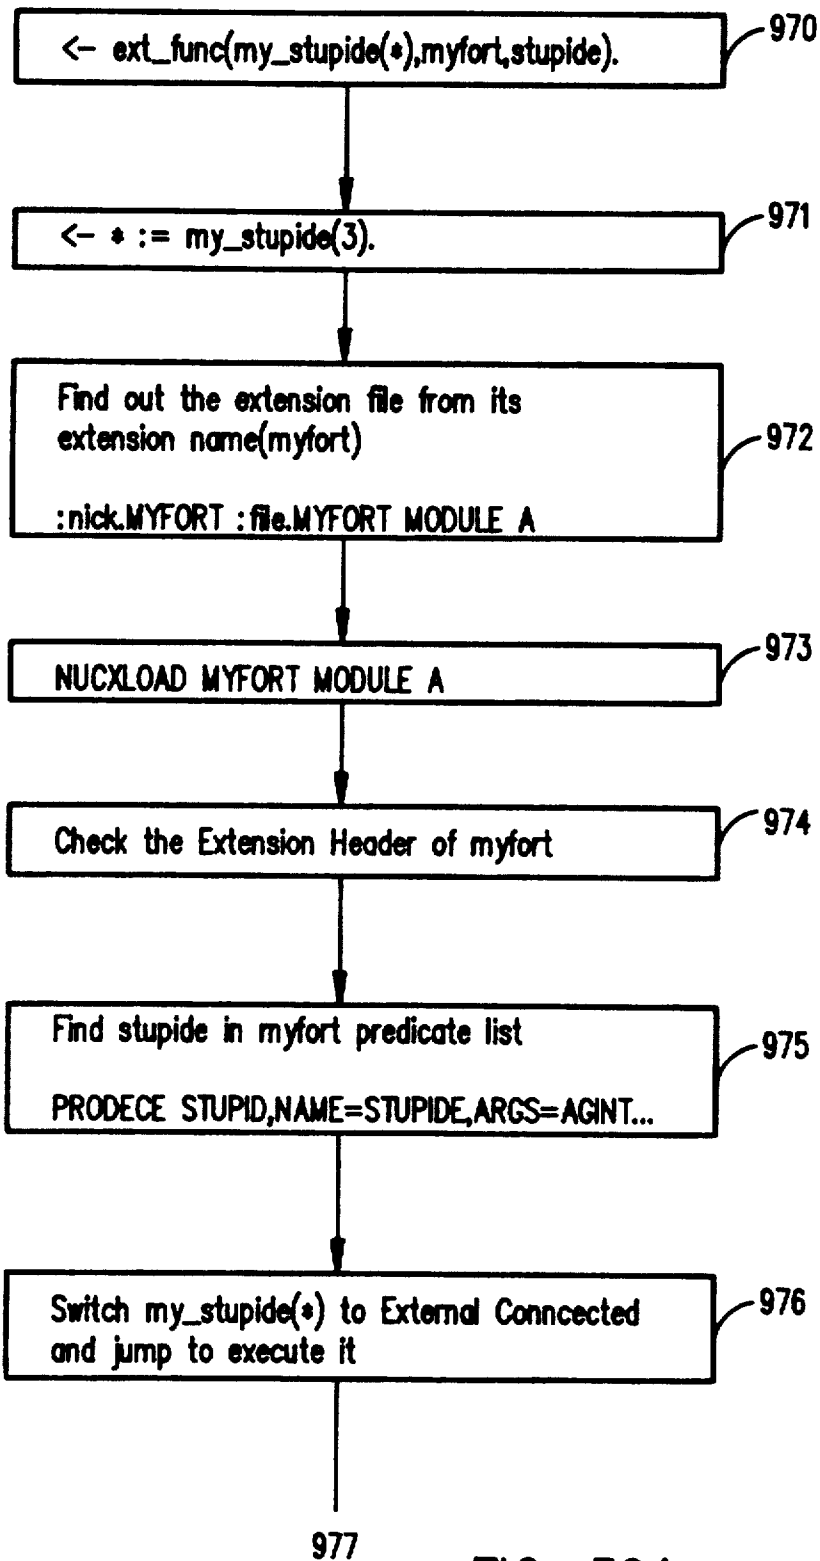 <- ext_func(my_stupide(*),myfort,stupide).
970
<- * := my_stupide(3).
971
Find out the extension file from its
extension name(myfort)
:nick.MYFORT :file.MYFORT MODULE A
972
NUCXLOAD MYFORT MODULE A
973
Check the Extension Header of myfort
974
Find stupide in myfort predicate list
PRODECE STUPID,NAME=STUPIDE,ARGS=AGINT...
975
Switch my_stupide(*) to External Conncected
and jump to execute it
976
977